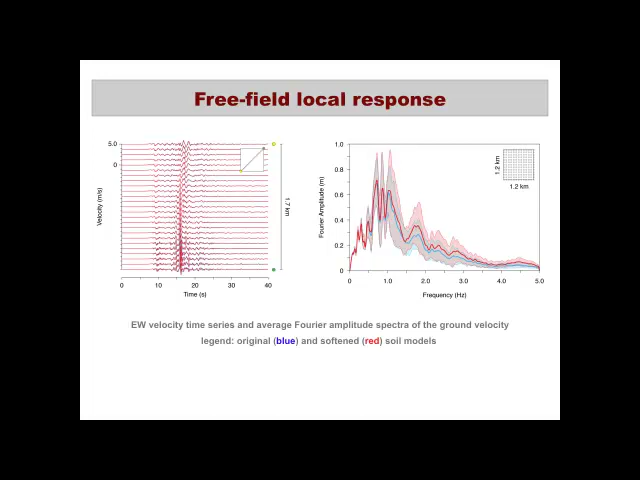 Free-field local response
5.0
0
Velocity (m/s)
1.7 km
0 10 20 30 40
Time (s)
1.0
0.8
0.6
0.4
0.2
0
Fourier Amplitude (m)
1.2 km
1.2 km
0 1.0 2.0 3.0 4.0 5.0
Frequency (Hz)
EW velocity time series and average Fourier amplitude spectra of the ground velocity
legend: original (blue) and softened (red) soil models